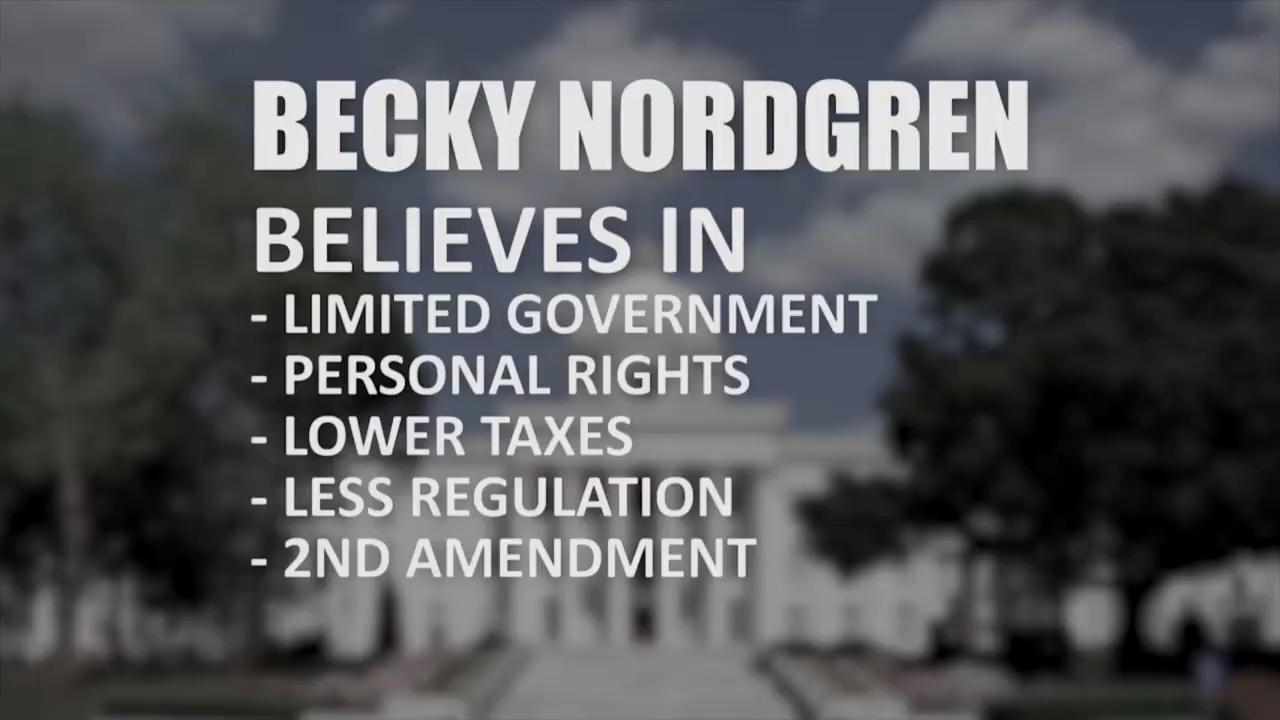 BECKY NORDGREN
BELIEVES IN
- LIMITED GOVERNMENT
- PERSONAL RIGHTS
- LOWER TAXES
- LESS REGULATION
- 2ND AMENDMENT